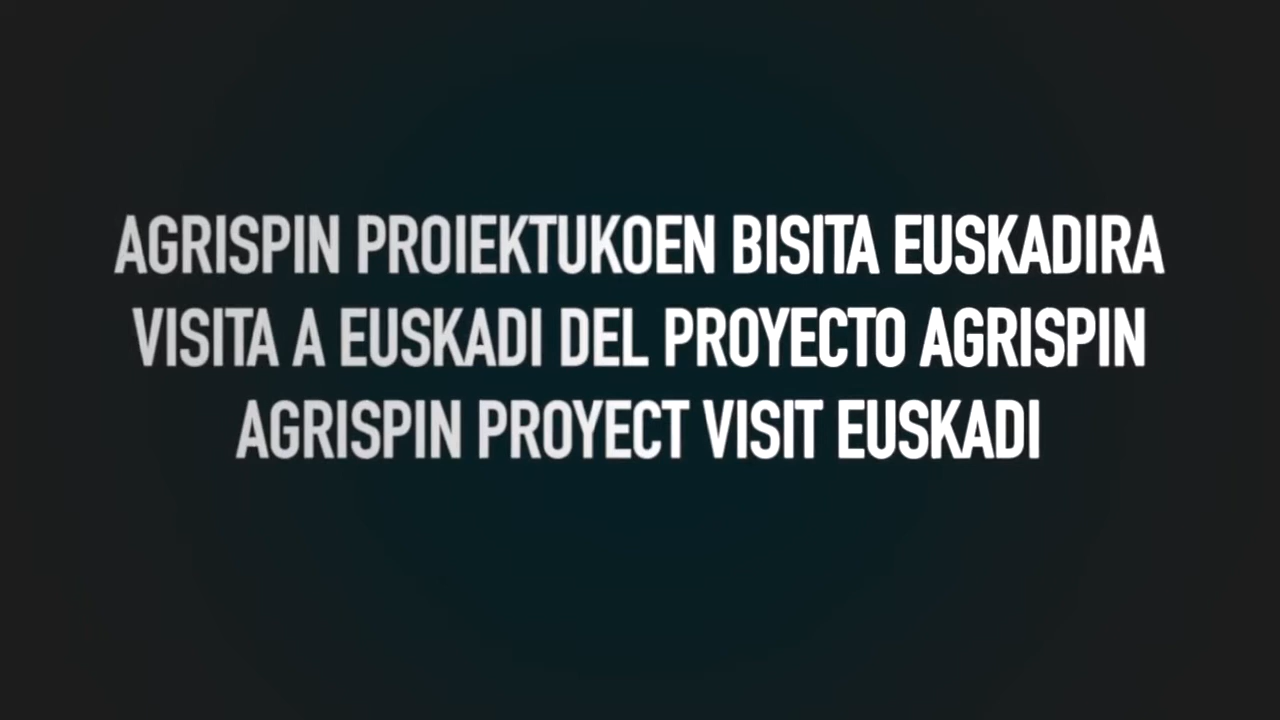 AGRISPIN PROIEKTUKOEN BISITA EUSKADIRA
VISITA A EUSKADI DEL PROYECTO AGRISPIN
AGRISPIN PROYECT VISIT EUSKADI